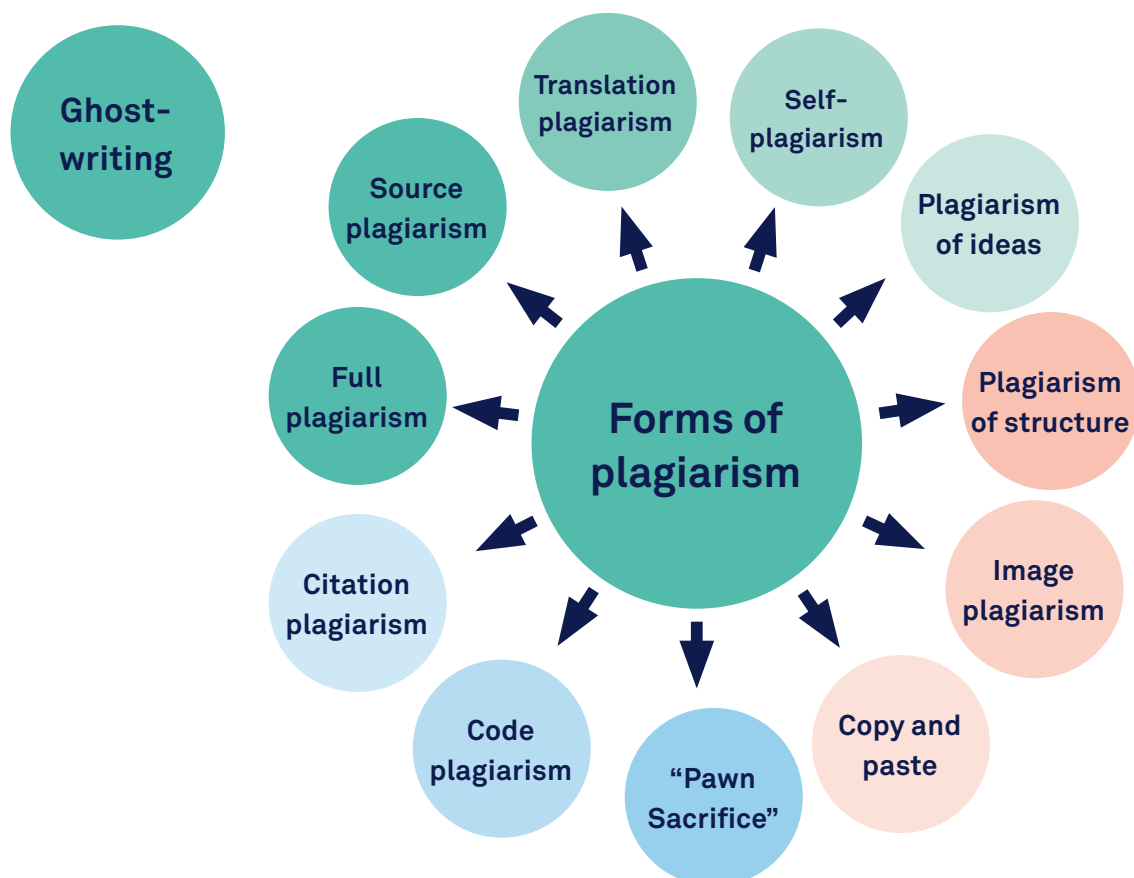 Ghost-
writing
Translation
plagiarism
Self-
plagiarism
Source
plagiarism
Plagiarism
of ideas
Full
plagiarism
Forms of
plagiarism
Plagiarism
of structure
Citation
plagiarism
Image
plagiarism
Code
plagiarism
“Pawn
Sacrifice”
Copy and
paste